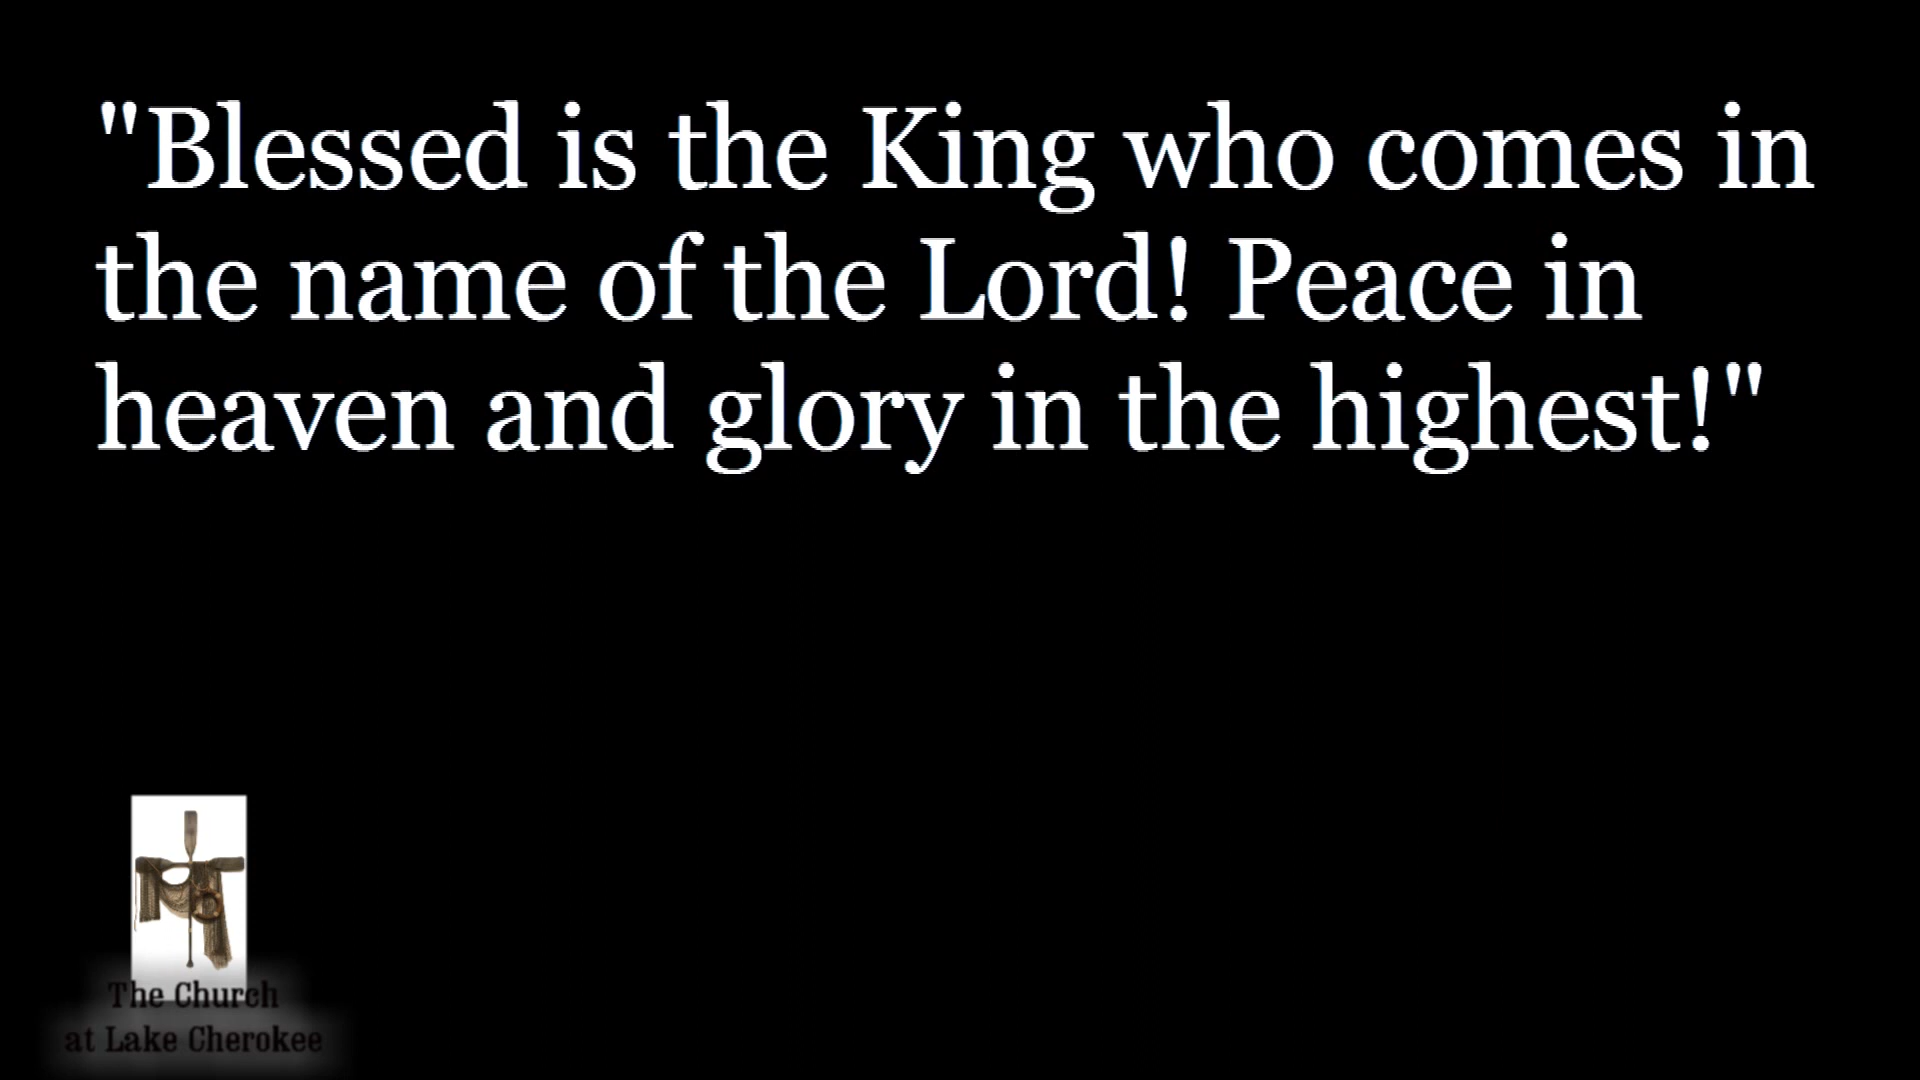 "Blessed is the King who comes in
the name of the Lord! Peace in
heaven and glory in the highest!"
The Church
at Lake Cherokee